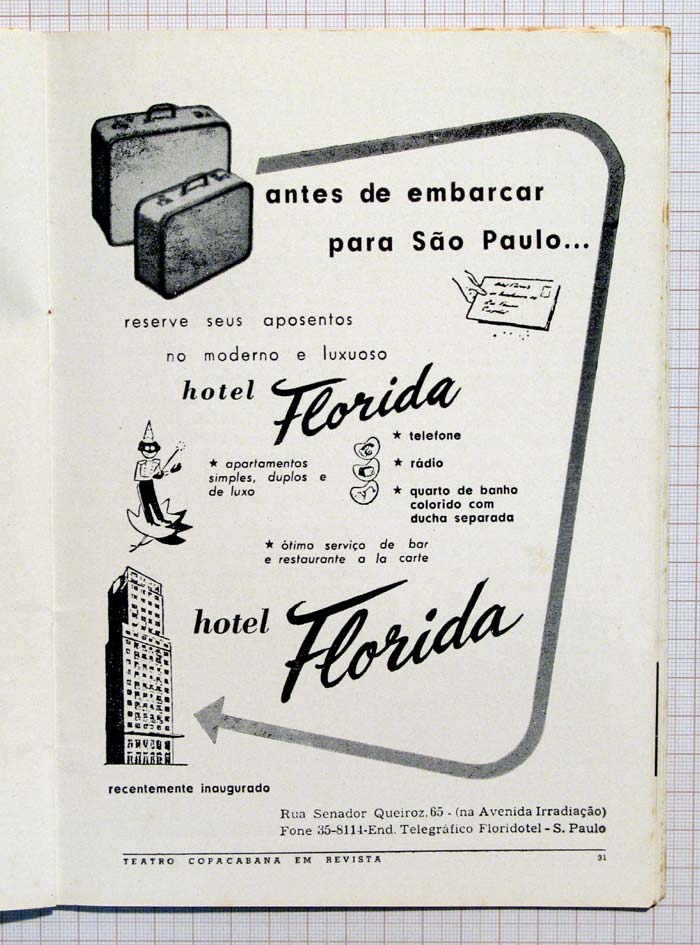 antes de embarcar
para São Paulo...
reserve seus aposentos
no moderno e luxuoso
hotel Florida
★ apartamentos
simples, duplos e
de luxo
★ telefone
★ rádio
★ quarto de banho
colorido com
ducha separada
★ ótimo serviço de bar
e restaurante a la carte
hotel Florida
recentemente inaugurado
Rua Senador Queiroz, 65 - (na Avenida Irradiação)
Fone 35-8114-End. Telegráfico Floridotel - S. Paulo
TEATRO COPACABANA EM REVISTA 31